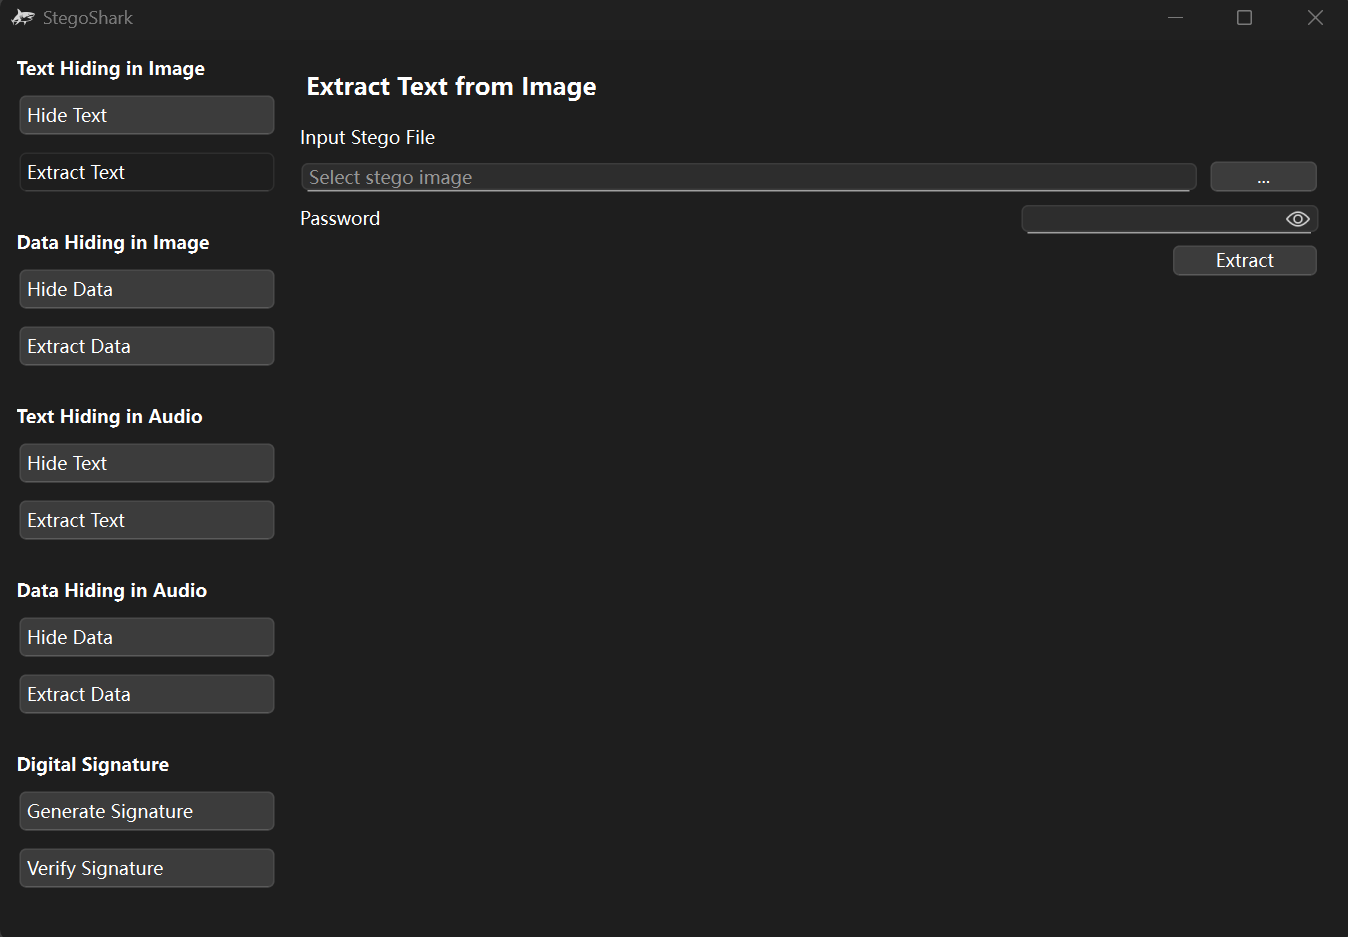 StegoShark
Text Hiding in Image
Hide Text
Extract Text
Data Hiding in Image
Hide Data
Extract Data
Text Hiding in Audio
Hide Text
Extract Text
Data Hiding in Audio
Hide Data
Extract Data
Digital Signature
Generate Signature
Verify Signature
Extract Text from Image
Input Stego File
Select stego image
...
Password
Extract